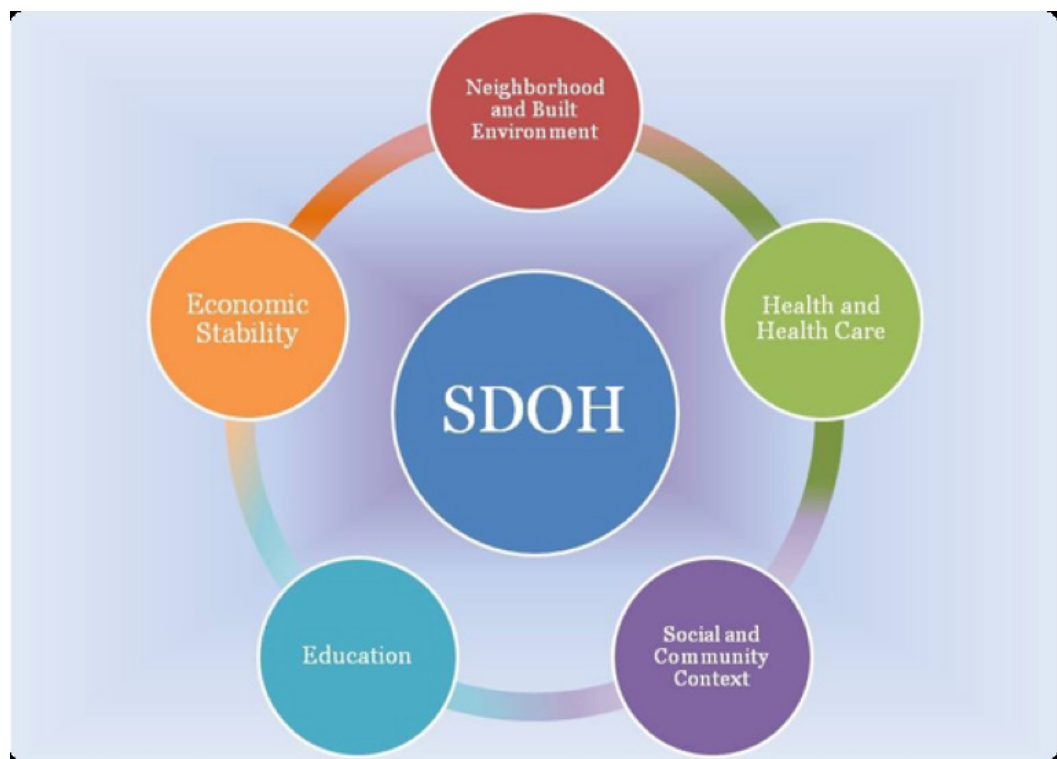 Neighborhood
and Built
Environment
Economic
Stability
Health and
Health Care
SDOH
Education
Social and
Community
Context